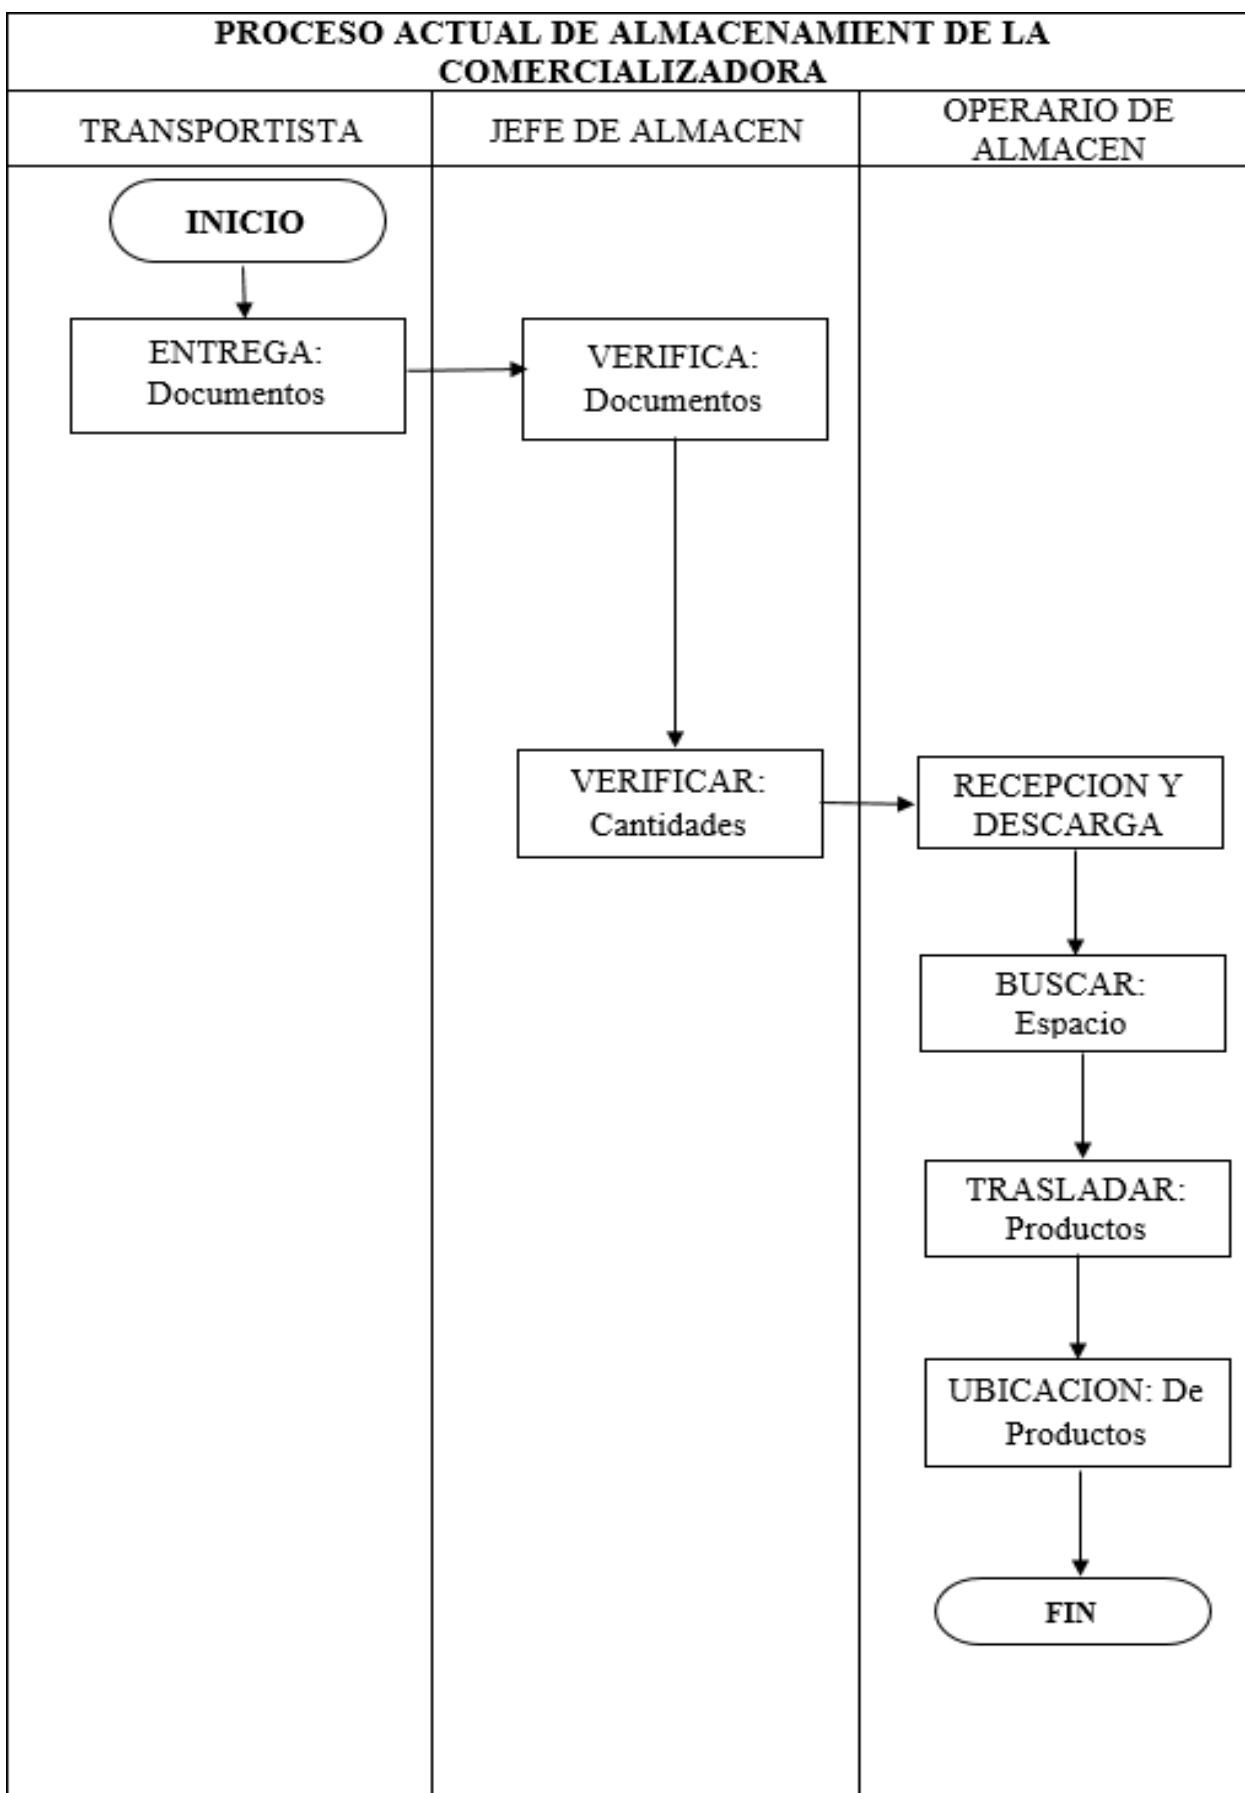 PROCESO ACTUAL DE ALMACENAMIENT DE LA
COMERCIALIZADORA
TRANSPORTISTA
JEFE DE ALMACEN
OPERARIO DE
ALMACEN
INICIO
ENTREGA:
Documentos
VERIFICA:
Documentos
VERIFICAR:
Cantidades
RECEPCION Y
DESCARGA
BUSCAR:
Espacio
TRASLADAR:
Productos
UBICACION: De
Productos
FIN